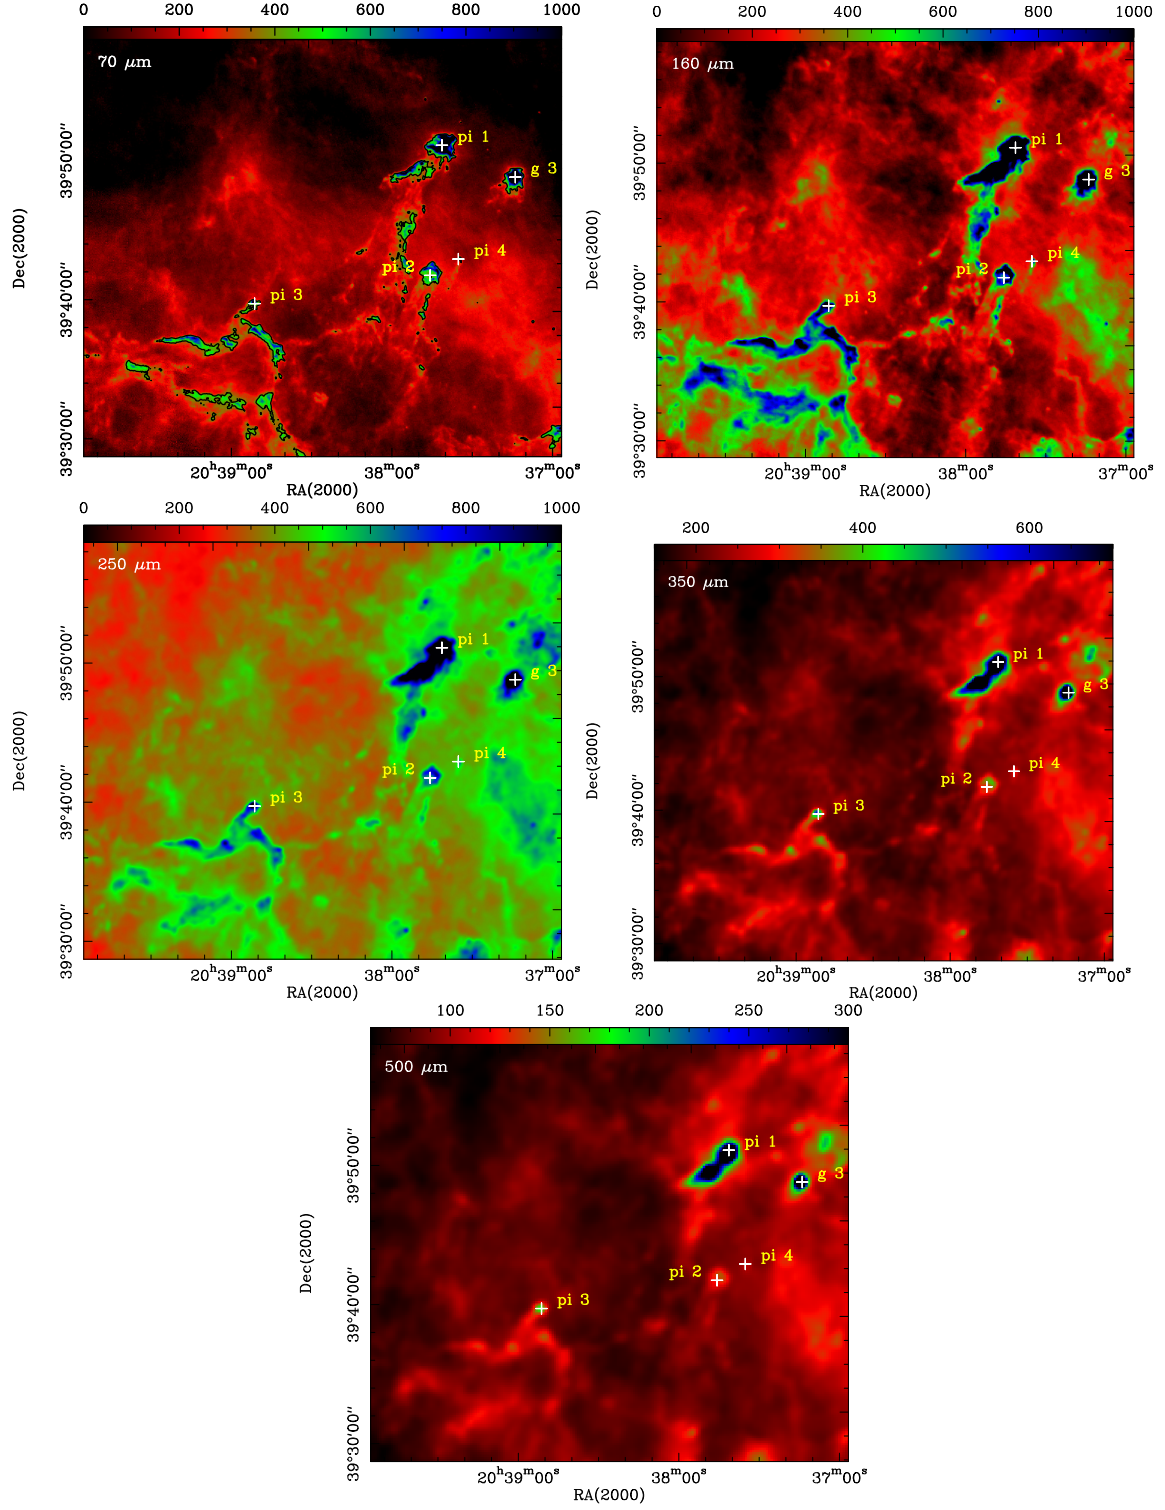 0 200 400 600 800 1000
70 μm
pi 1
g 3
pi 4
pi 2
pi 3
39°50'00"
39°40'00"
39°30'00"
Dec(2000)
20h39m00s 38m00s 37m00s
RA(2000)
0 200 400 600 800 1000
160 μm
pi 1
g 3
pi 4
pi 2
pi 3
39°50'00"
39°40'00"
39°30'00"
Dec(2000)
20h39m00s 38m00s 37m00s
RA(2000)
0 200 400 600 800 1000
250 μm
pi 1
g 3
pi 4
pi 2
pi 3
39°50'00"
39°40'00"
39°30'00"
Dec(2000)
20h39m00s 38m00s 37m00s
RA(2000)
200 400 600
350 μm
pi 1
g 3
pi 4
pi 2
pi 3
39°50'00"
39°40'00"
39°30'00"
Dec(2000)
20h39m00s 38m00s 37m00s
RA(2000)
100 150 200 250 300
500 μm
pi 1
g 3
pi 4
pi 2
pi 3
39°50'00"
39°40'00"
39°30'00"
Dec(2000)
20h39m00s 38m00s 37m00s
RA(2000)